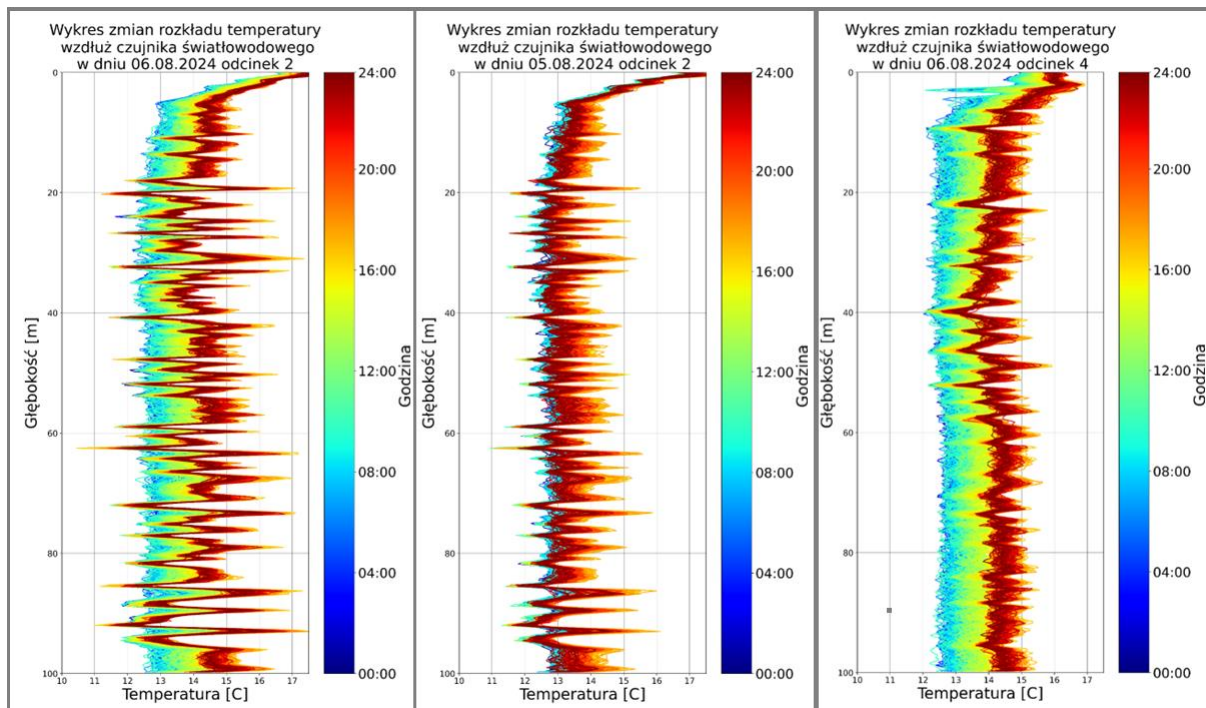 Wykres zmian rozkładu temperatury
wzdłuż czujnika światłowodowego
w dniu 06.08.2024 odcinek 2
0
20
40
60
80
100
Głębokość [m]
10 11 12 13 14 15 16 17
Temperatura [C]
24:00
20:00
16:00
12:00
08:00
04:00
00:00
Godzina
Wykres zmian rozkładu temperatury
wzdłuż czujnika światłowodowego
w dniu 05.08.2024 odcinek 2
0
20
40
60
80
100
Głębokość [m]
10 11 12 13 14 15 16 17
Temperatura [C]
24:00
20:00
16:00
12:00
08:00
04:00
00:00
Godzina
Wykres zmian rozkładu temperatury
wzdłuż czujnika światłowodowego
w dniu 06.08.2024 odcinek 4
0
20
40
60
80
100
Głębokość [m]
10 11 12 13 14 15 16 17
Temperatura [C]
24:00
20:00
16:00
12:00
08:00
04:00
00:00
Godzina